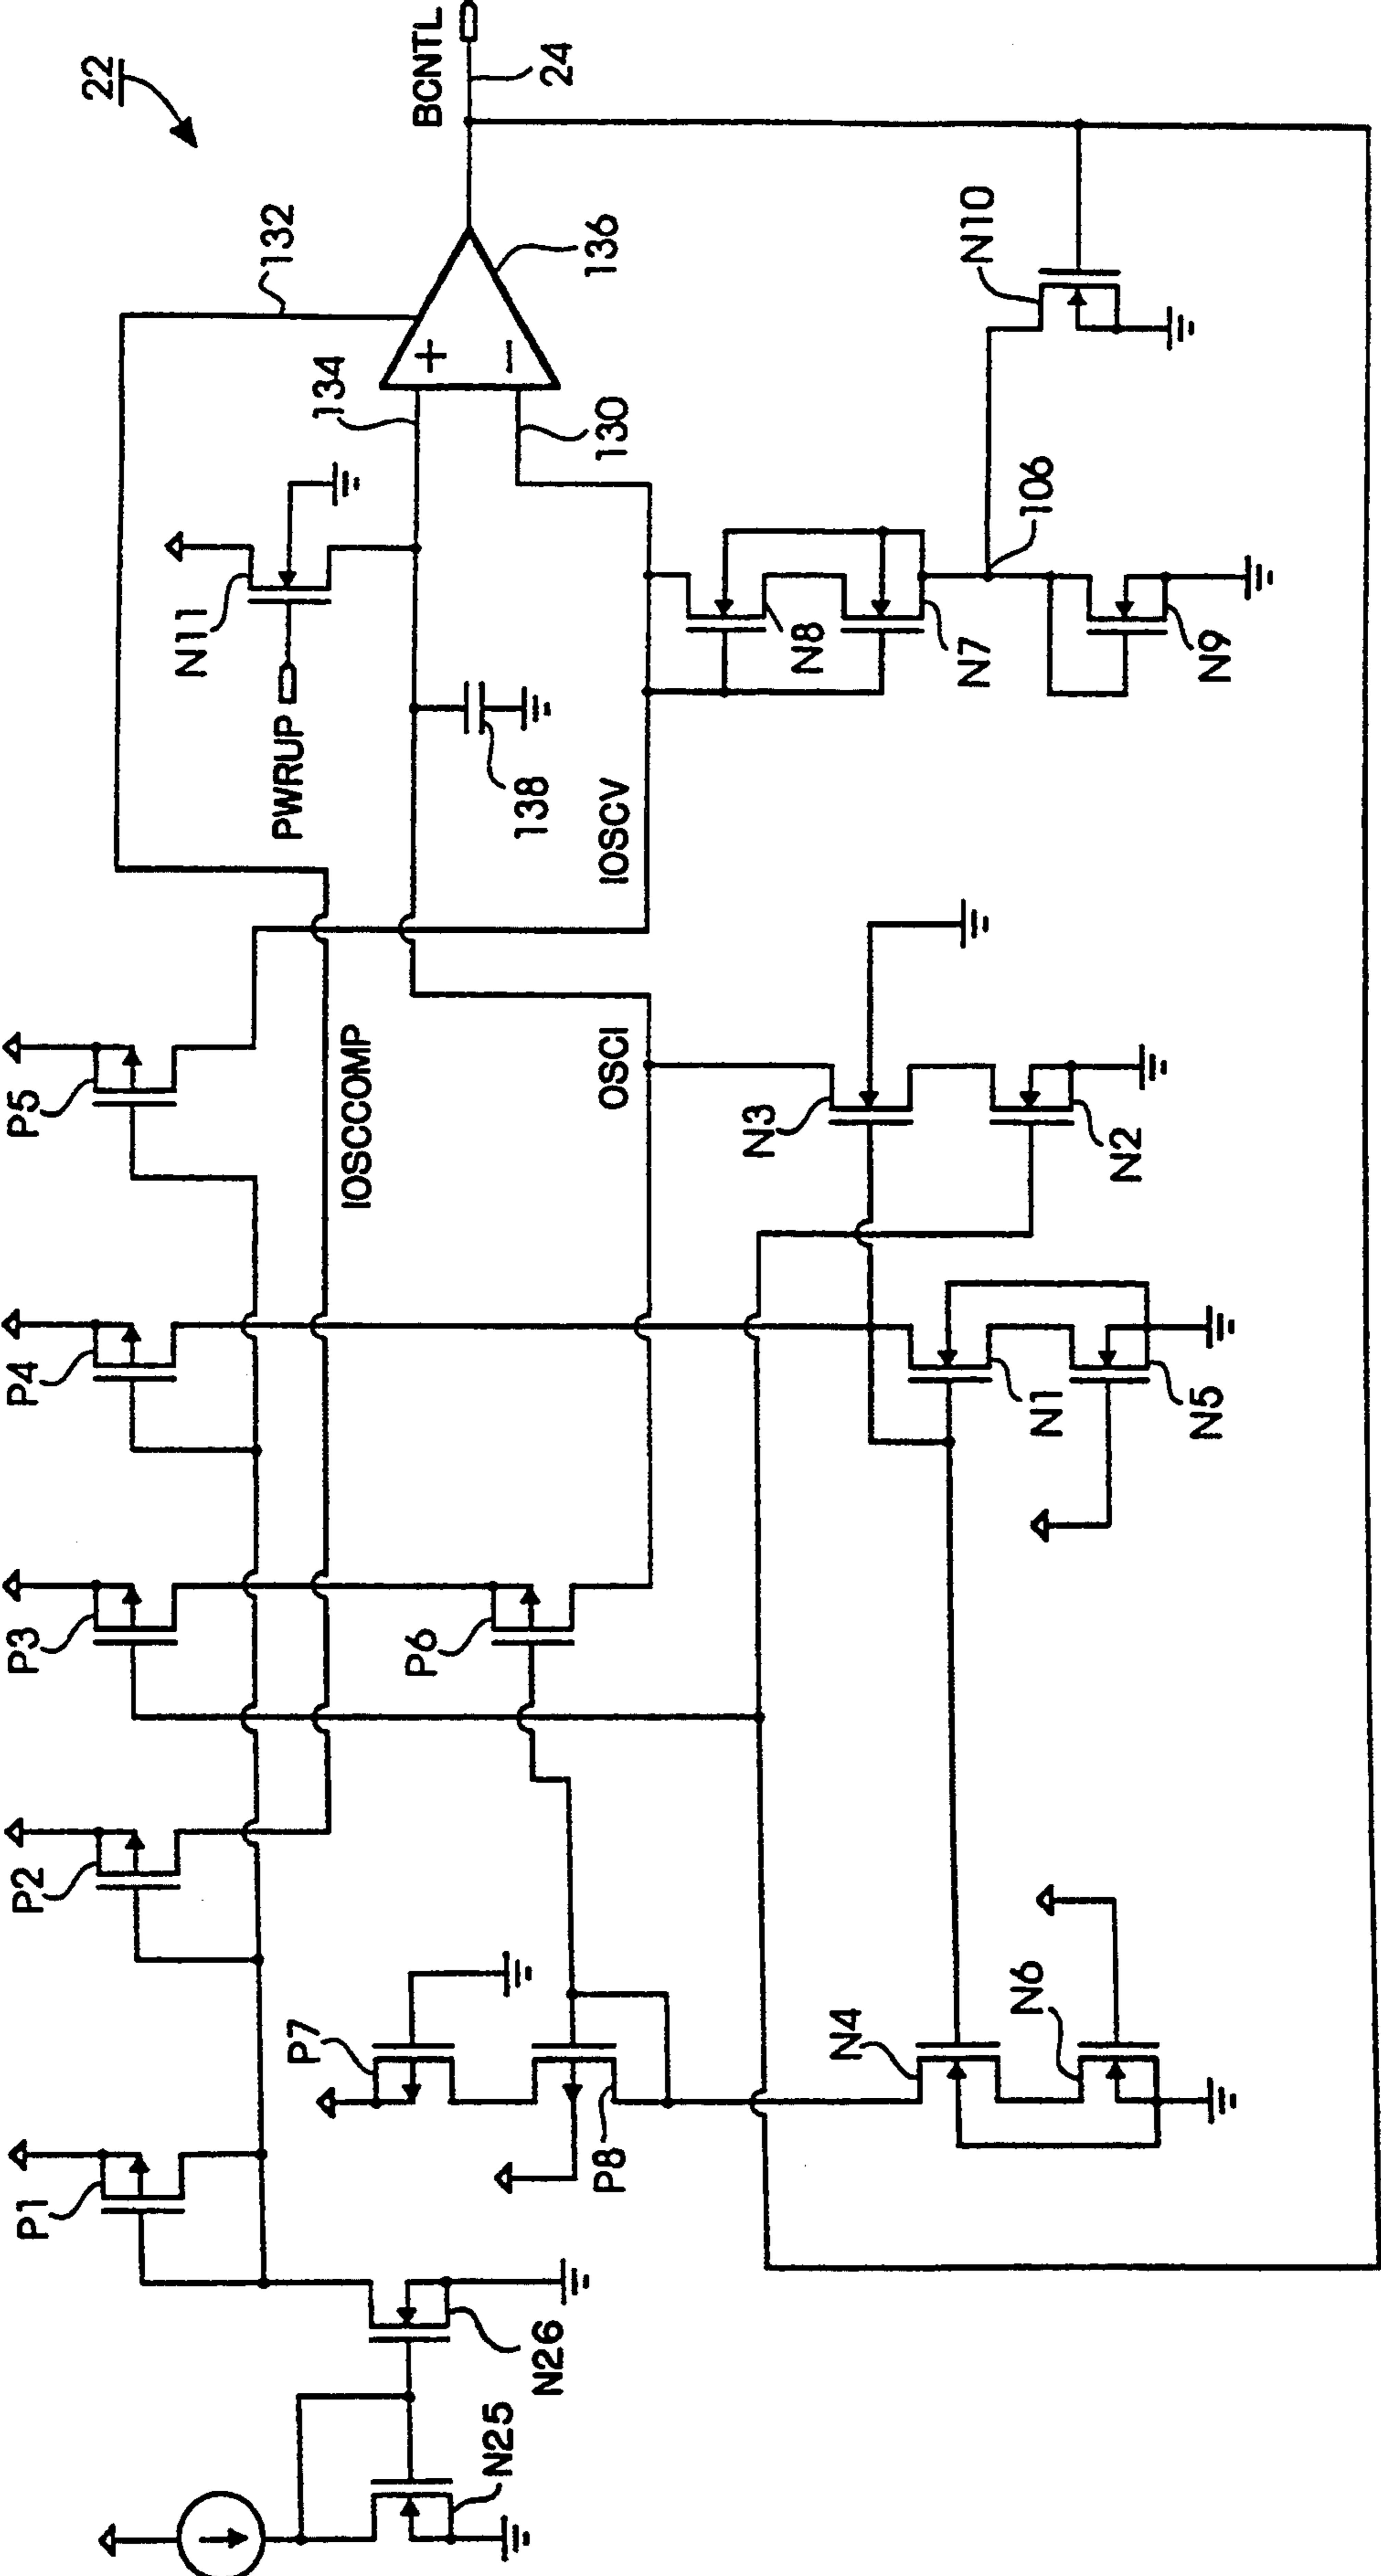 22
P1
P2
P3
P4
P5
N25
N26
P7
P8
P6
IOSCCOMP
OSCI
IOSCV
PWRUP
N11
138
134
132
130
+
−
136
BCNTL
24
N4
N6
N1
N5
N3
N2
N8
N7
N9
106
N10